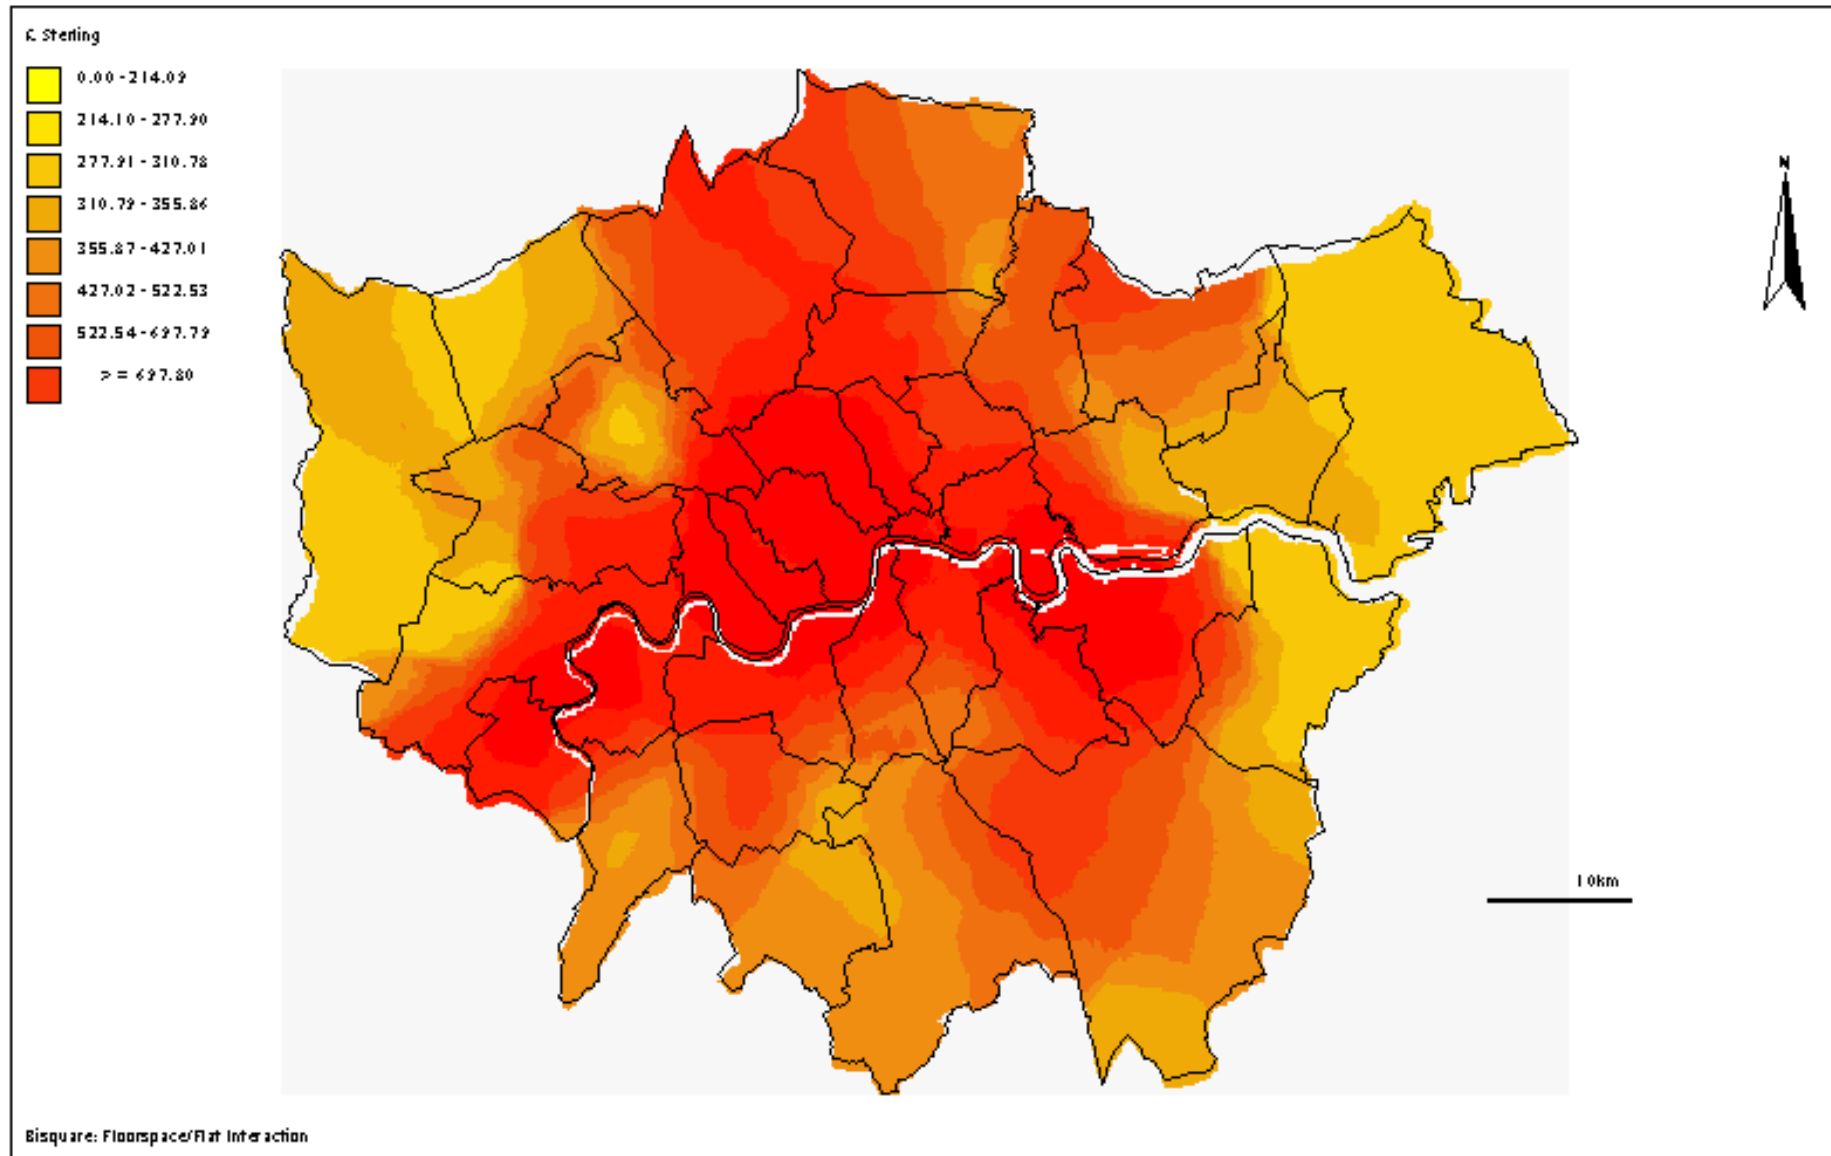 £ Sterling
0.00 - 214.09
214.10 - 277.90
277.91 - 310.78
310.79 - 355.86
355.87 - 427.01
427.02 - 522.53
522.54 - 697.79
> = 697.80
N
10km
Bisquare: Floorspace/Flat Interaction